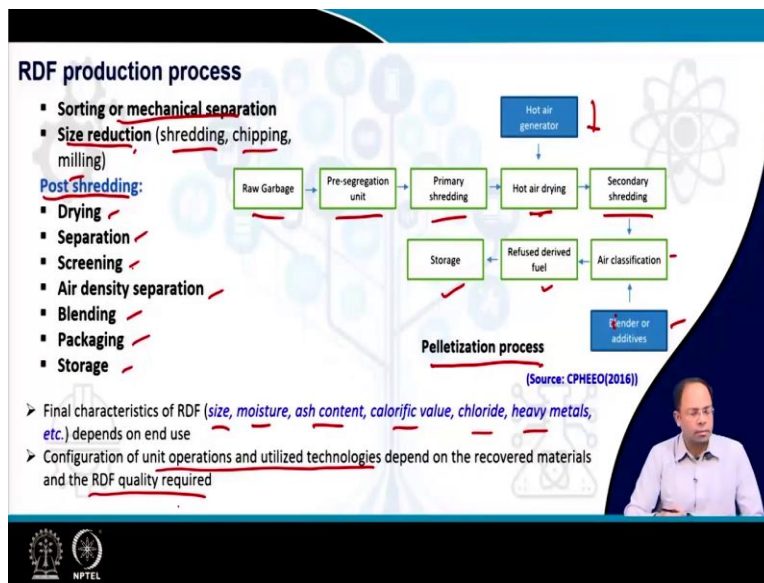 RDF production process
▪ Sorting or mechanical separation
▪ Size reduction (shredding, chipping,
milling)
Post shredding:
▪ Drying
▪ Separation
▪ Screening
▪ Air density separation
▪ Blending
▪ Packaging
▪ Storage
Hot air
generator
Raw Garbage
Pre-segregation
unit
Primary
shredding
Hot air drying
Secondary
shredding
Storage
Refused derived
fuel
Air classification
Blender or
additives
Pelletization process
(Source: CPHEEO(2016))
➢ Final characteristics of RDF (size, moisture, ash content, calorific value, chloride, heavy metals,
etc.) depends on end use
➢ Configuration of unit operations and utilized technologies depend on the recovered materials
and the RDF quality required
NPTEL